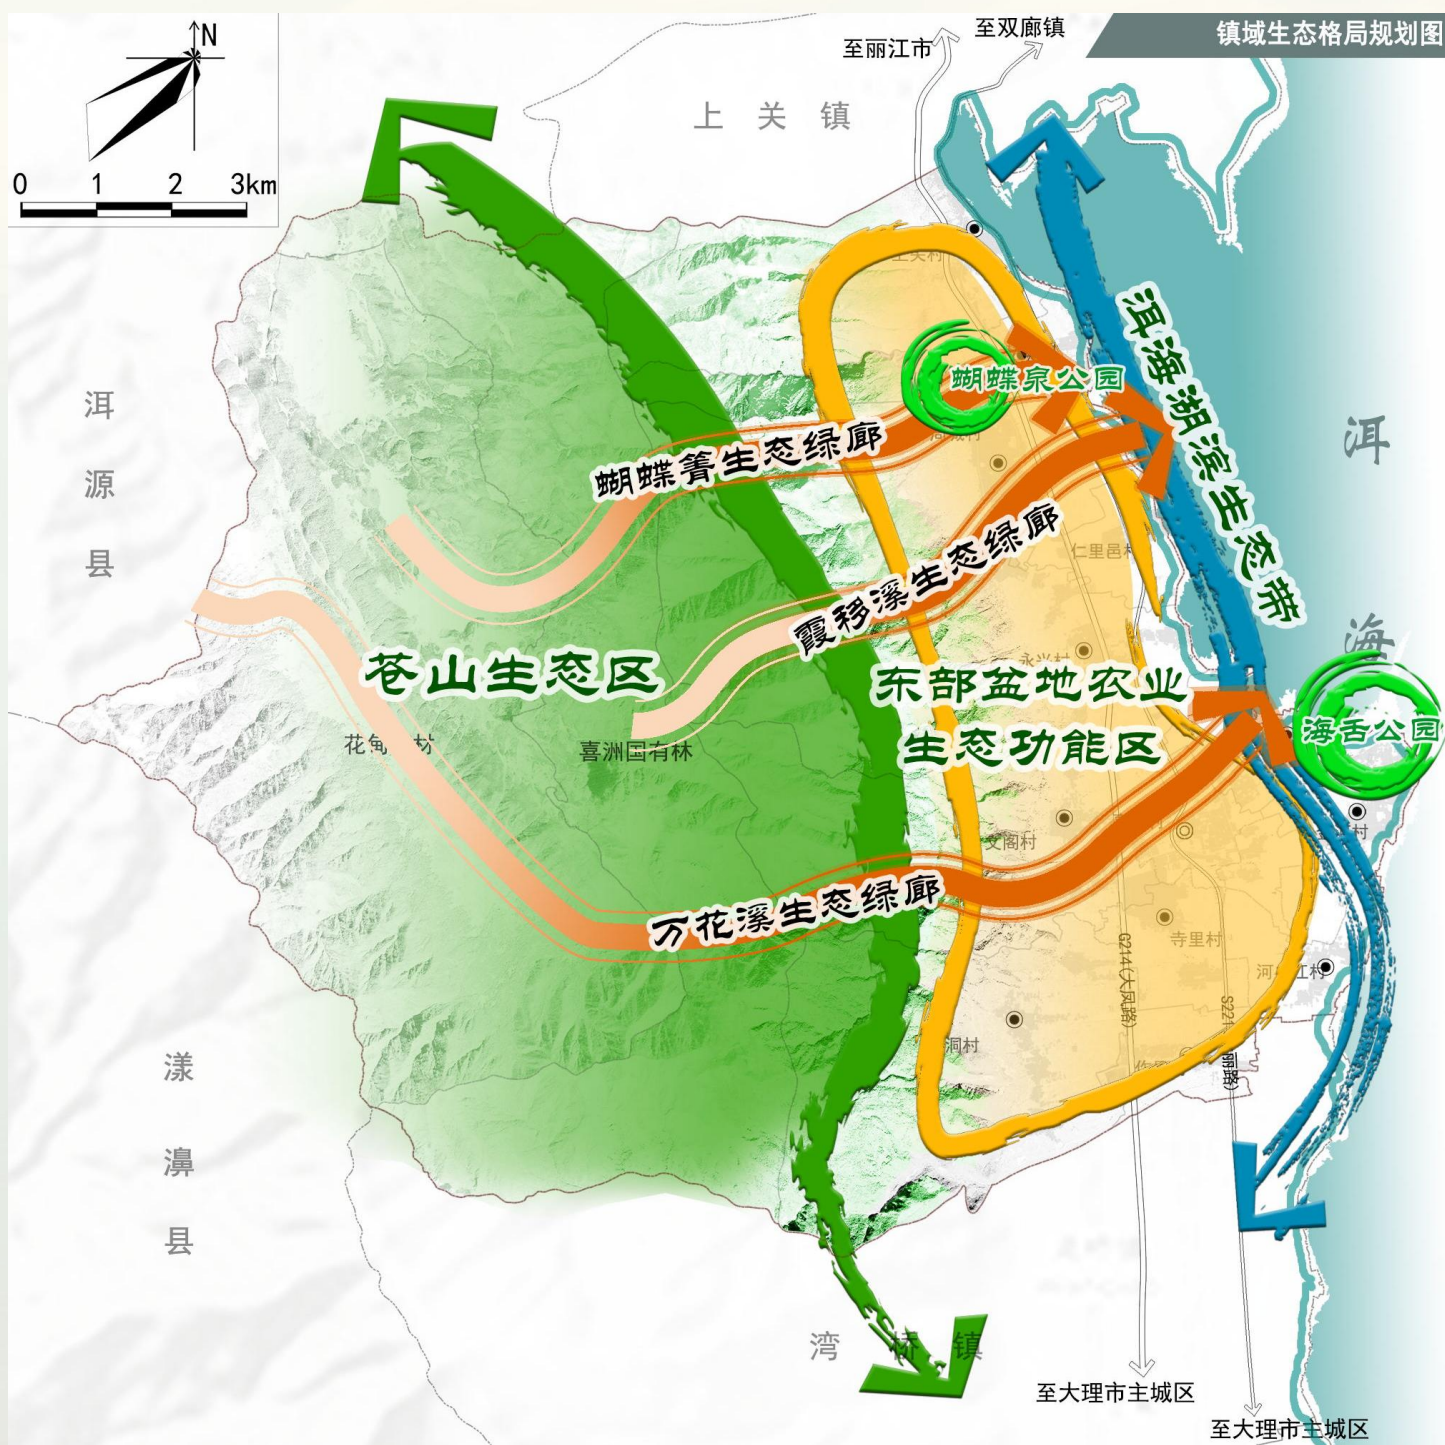 镇域生态格局规划图
N
0 1 2 3km
至丽江市
至双廊镇
上关镇
洱源县
漾濞县
洱海
湾桥镇
洱海湖滨生态带
蝴蝶泉公园
蝴蝶箐生态绿廊
霞移溪生态绿廊
仁里邑村
苍山生态区
东部盆地农业
生态功能区
海舌公园
喜洲国有林
文阁村
万花溪生态绿廊
寺里村
G214(大凤路)
S221
丽路)
洞村
至大理市主城区
至大理市主城区